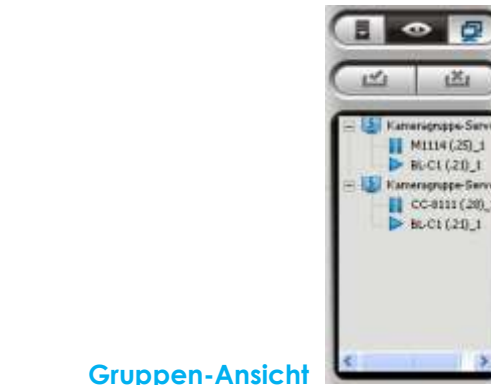 Kameragruppe-Serv
M1114 (.25)_1
BL-C1 (.21)_1
Kameragruppe-Serv
CC-8111 (.28)_
BL-C1 (.21)_1
Gruppen-Ansicht